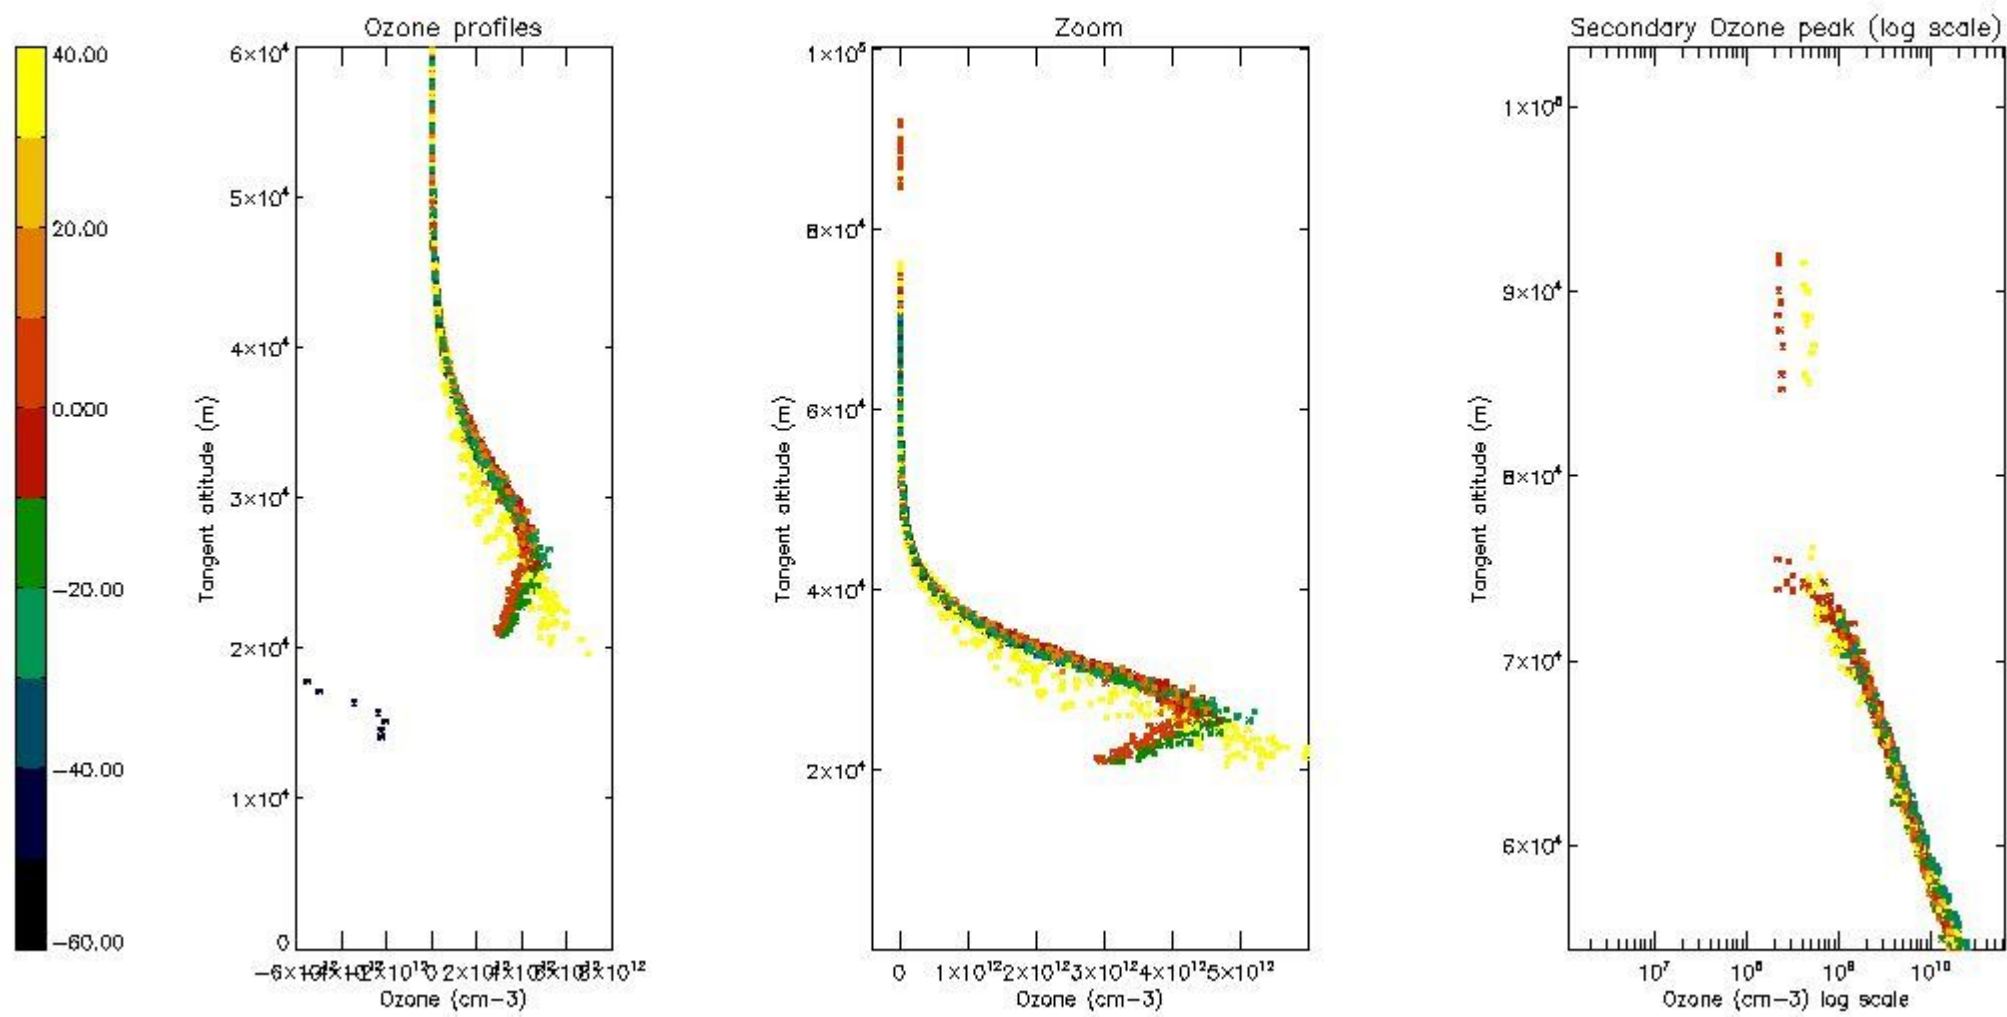 Ozone profiles
Zoom
Secondary Ozone peak (log scale)
40.00
20.00
0.000
−20.00
−40.00
−60.00
6×10⁴
5×10⁴
4×10⁴
3×10⁴
2×10⁴
1×10⁴
0
Tangent altitude (m)
0
Ozone (cm−3)
1×10⁵
8×10⁴
6×10⁴
4×10⁴
2×10⁴
Tangent altitude (m)
0 1×10¹² 2×10¹² 3×10¹² 4×10¹² 5×10¹²
Ozone (cm−3)
9×10⁴
8×10⁴
7×10⁴
6×10⁴
Tangent altitude (m)
10⁷ 10⁸ 10⁹ 10¹⁰
Ozone (cm−3) log scale